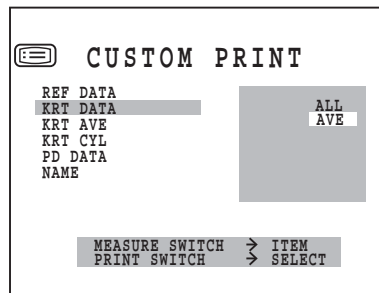 CUSTOM PRINT
REF DATA
KRT DATA
KRT AVE
KRT CYL
PD DATA
NAME
ALL
AVE
MEASURE SWITCH → ITEM
PRINT SWITCH → SELECT